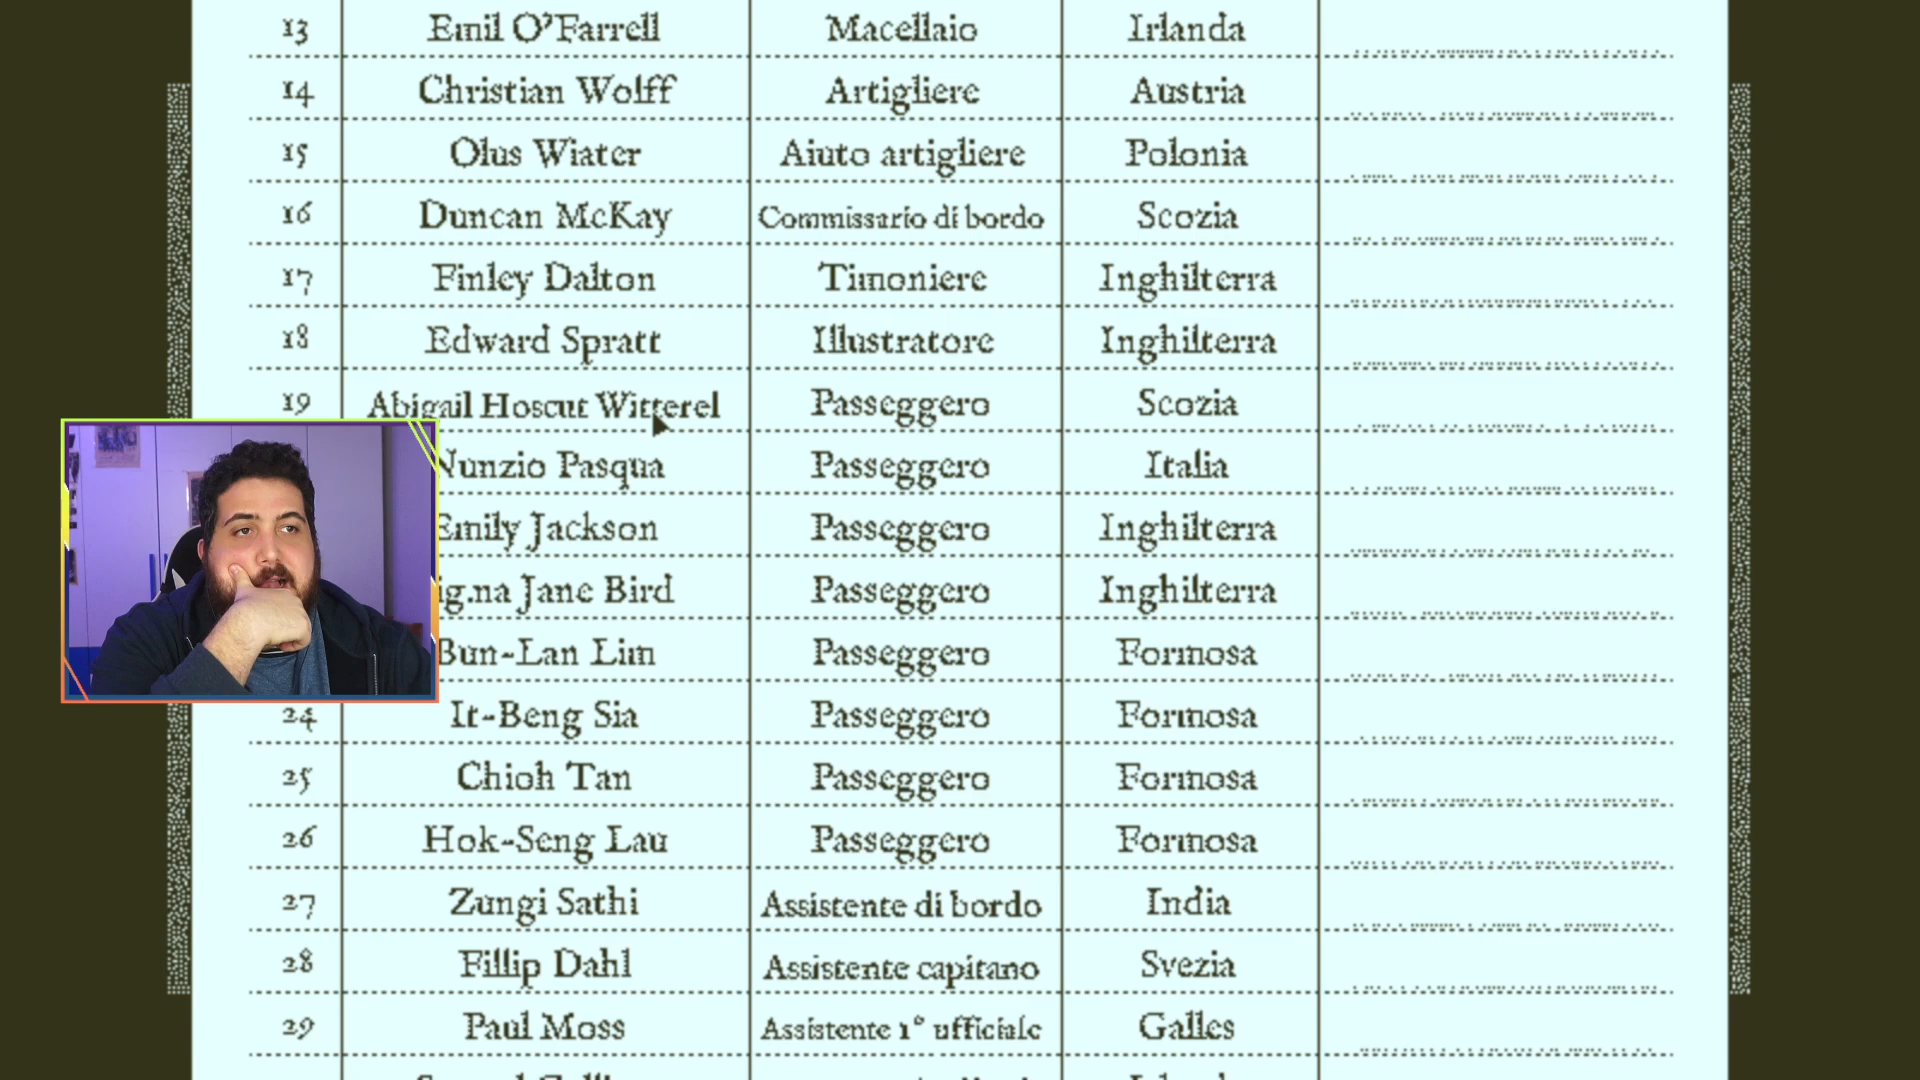 13 Emil O'Farrell Macellaio Irlanda
14 Christian Wolff Artigliere Austria
15 Olus Wiater Aiuto artigliere Polonia
16 Duncan McKay Commissario di bordo Scozia
17 Finley Dalton Timoniere Inghilterra
18 Edward Spratt Illustratore Inghilterra
19 Abigail Hoscut Witterel Passeggero Scozia
Nunzio Pasqua Passeggero Italia
Emily Jackson Passeggero Inghilterra
ig.na Jane Bird Passeggero Inghilterra
Bun-Lan Lim Passeggero Formosa
24 It-Beng Sia Passeggero Formosa
25 Chioh Tan Passeggero Formosa
26 Hok-Seng Lau Passeggero Formosa
27 Zungi Sathi Assistente di bordo India
28 Fillip Dahl Assistente capitano Svezia
29 Paul Moss Assistente 1° ufficiale Galles